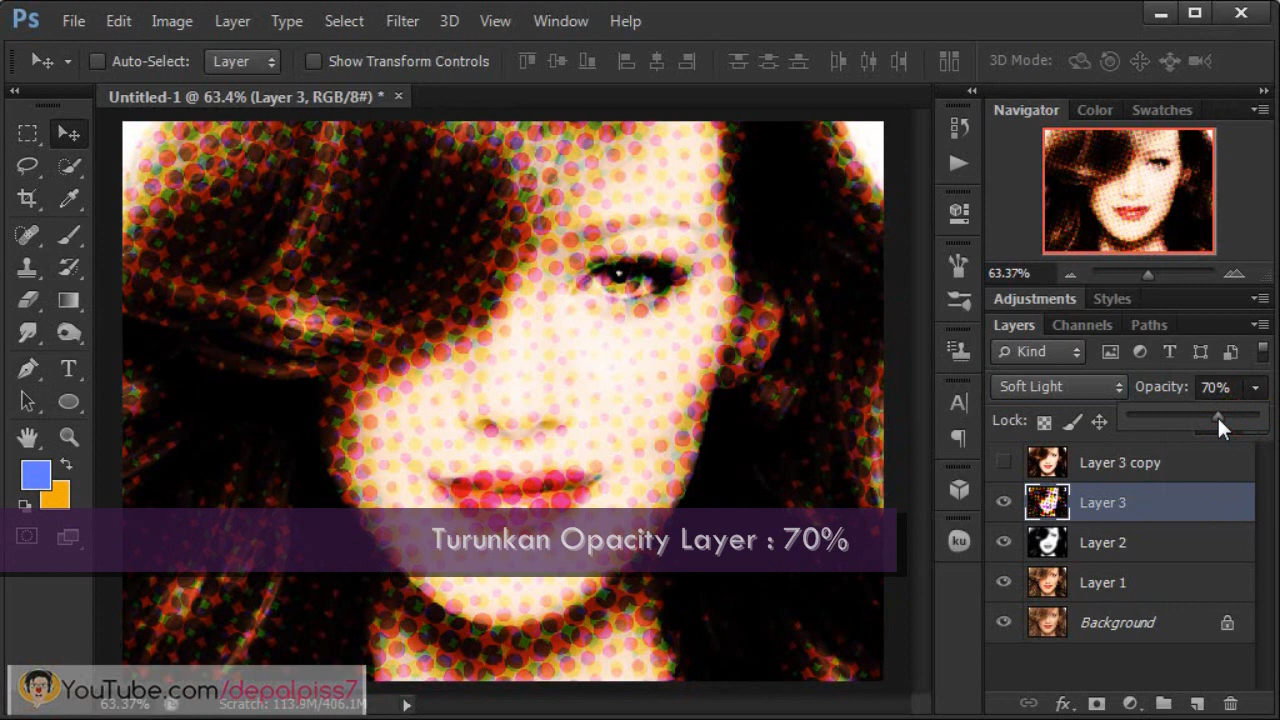 Ps File Edit Image Layer Type Select Filter 3D View Window Help
Auto-Select: Layer Show Transform Controls 3D Mode:
Untitled-1 @ 63.4% (Layer 3, RGB/8#) * ×
Navigator Color Swatches
63.37%
Adjustments Styles
Layers Channels Paths
Kind
Soft Light Opacity: 70%
Lock:
Layer 3 copy
Layer 3
Layer 2
Layer 1
Background
ku
fx
Turunkan Opacity Layer : 70%
YouTube.com/depalpiss7
63.37% Scratch: 113.9M/406.1M